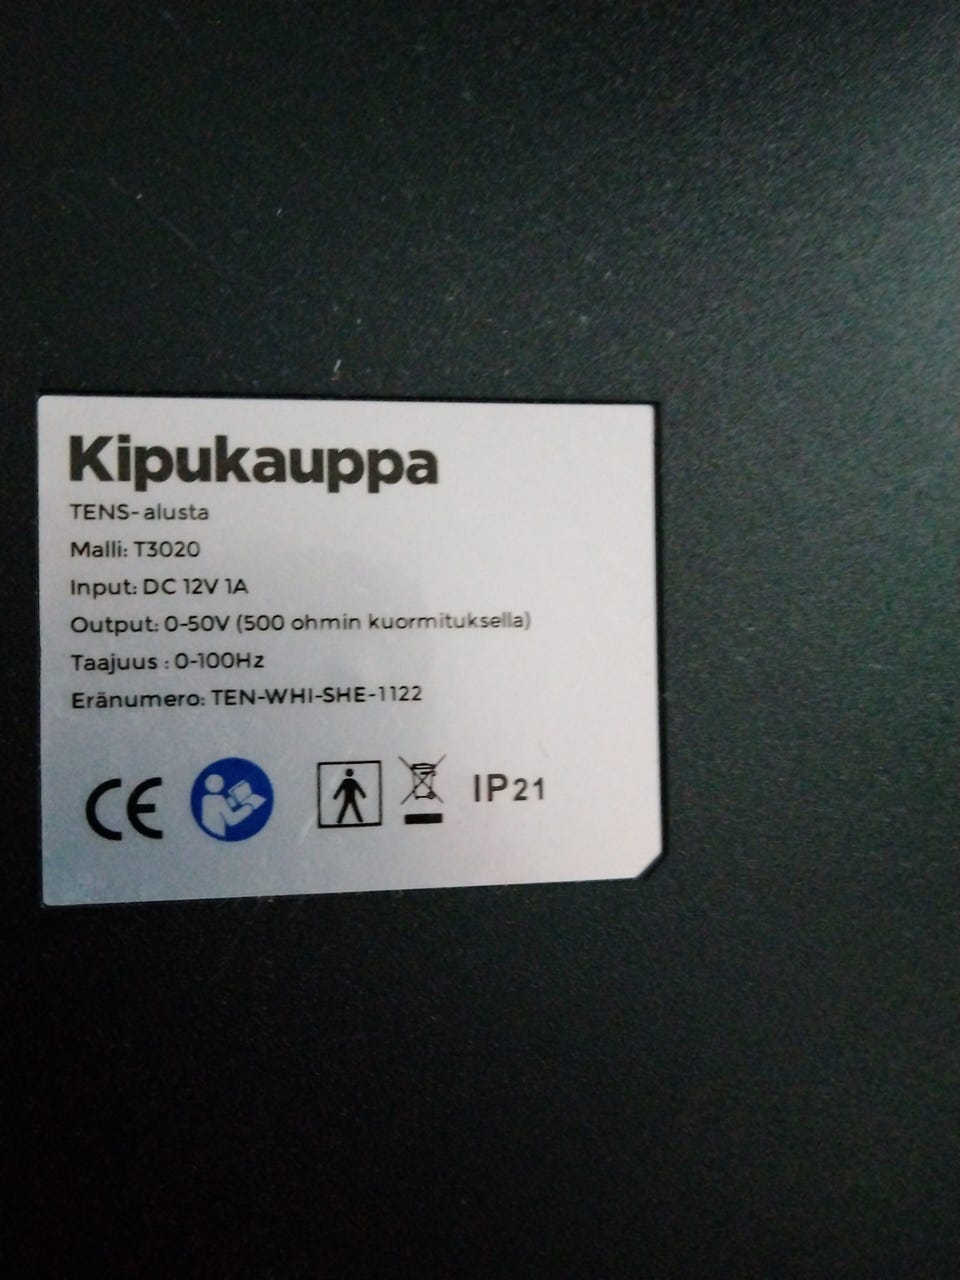 Kipukauppa
TENS-alusta
Malli: T3020
Input: DC 12V 1A
Output: 0-50V (500 ohmin kuormituksella)
Taajuus : 0-100Hz
Eränumero: TEN-WHI-SHE-1122
CE IP21